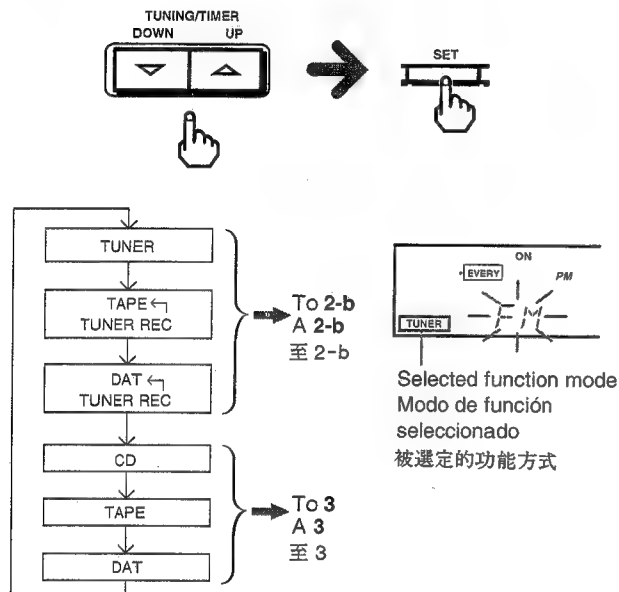 TUNING/TIMER
DOWN UP
SET
TUNER
TAPE
TUNER REC
DAT
TUNER REC
CD
TAPE
DAT
To 2-b
A 2-b
至 2-b
To 3
A 3
至 3
ON
EVERY PM
FM
TUNER
Selected function mode
Modo de función
seleccionado
被選定的功能方式